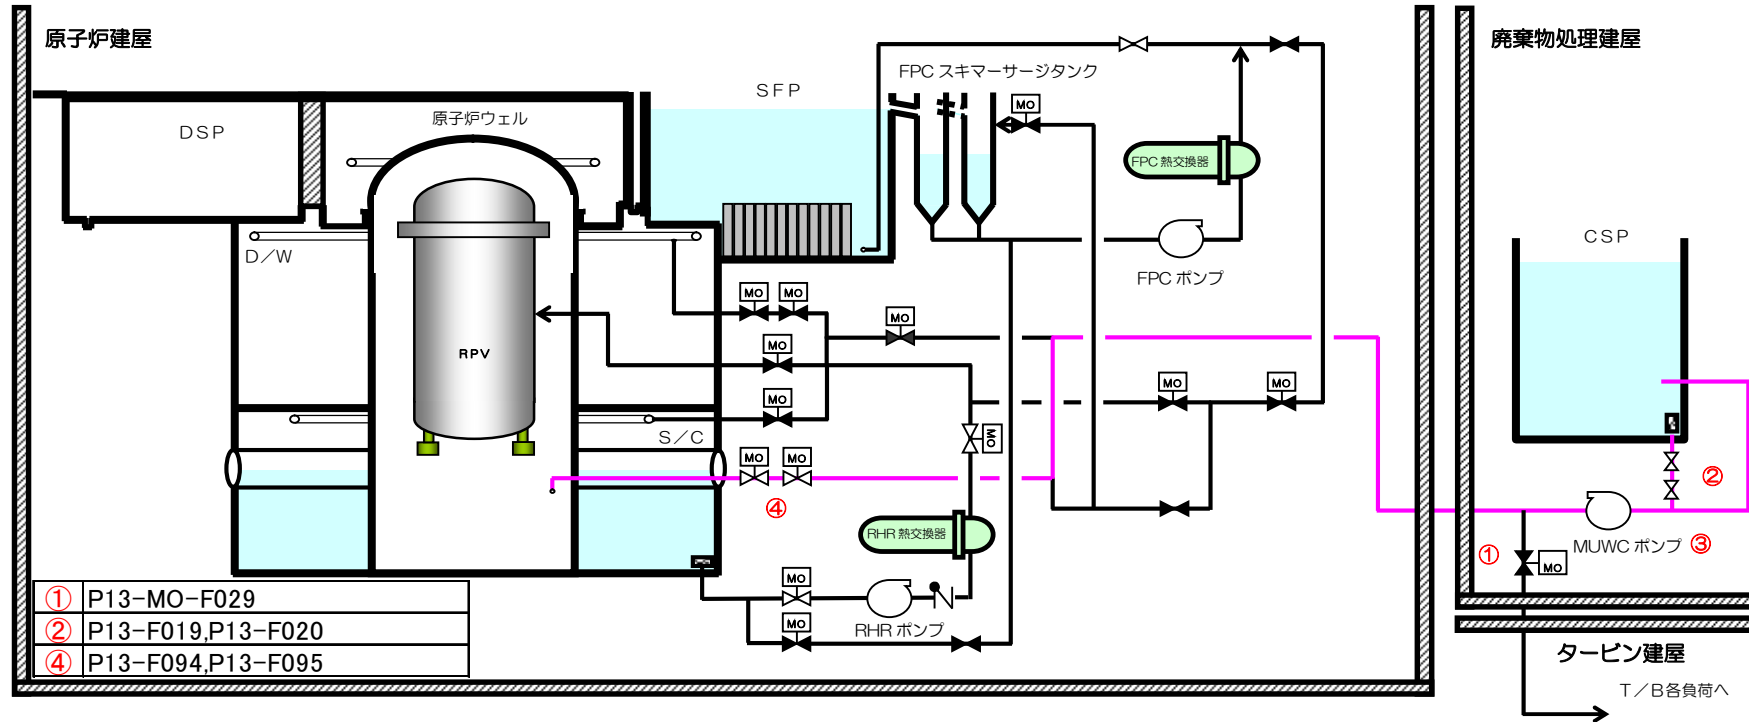 原子炉建屋
廃棄物処理建屋
FPC スキマーサージタンク
SFP
MO
原子炉ウェル
DSP
FPC 熱交換器
CSP
D/W
FPC ポンプ
MO
MO
MO
MO
RPV
MO
MO
MO
S/C
MO
MO
MO
②
④
RHR 熱交換器
MUWC ポンプ ③
①
MO
MO
① P13-MO-F029
② P13-F019,P13-F020
④ P13-F094,P13-F095
RHR ポンプ
MO
タービン建屋
T/B各負荷へ